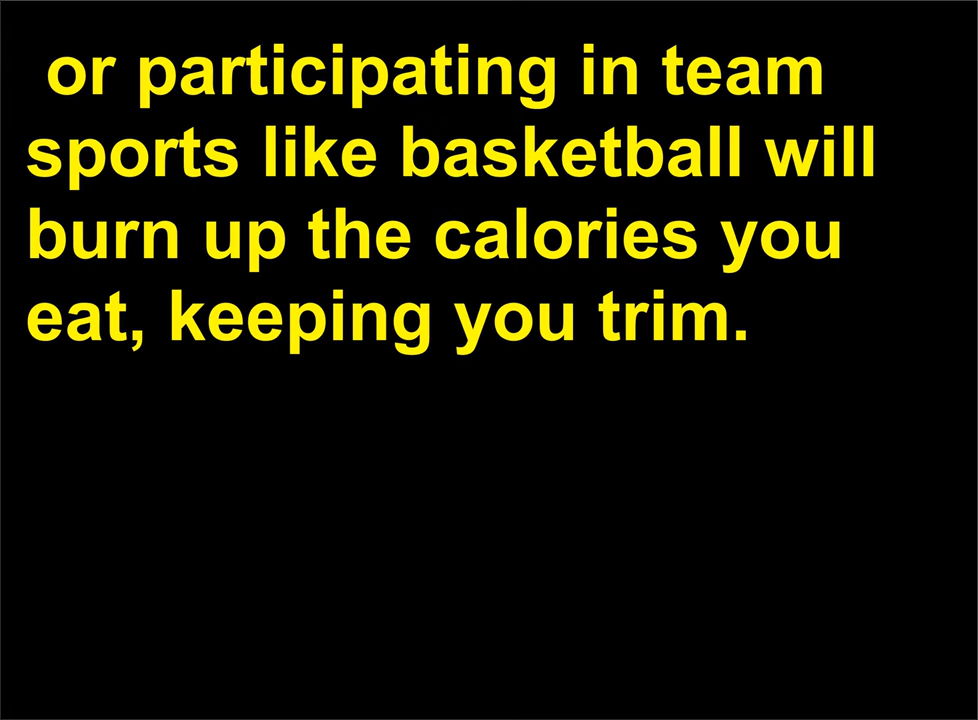 or participating in team
sports like basketball will
burn up the calories you
eat, keeping you trim.